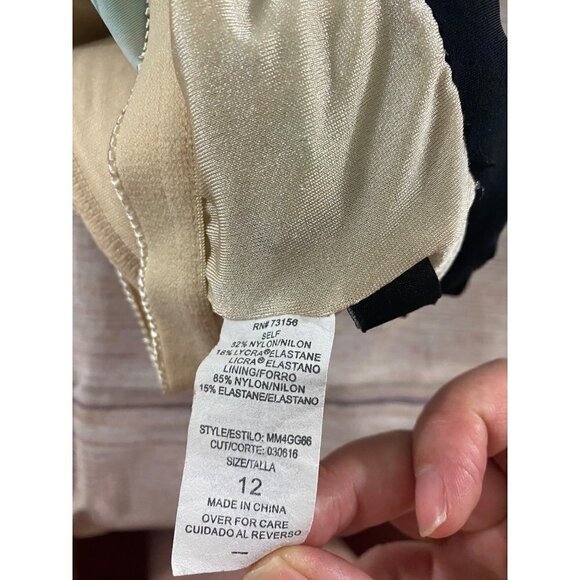 RN# 73156
SELF
82% NYLON/NILON
18% LYCRA® ELASTANE
LICRA® ELASTANO
LINING/FORRO
85% NYLON/NILON
15% ELASTANE/ELASTANO
STYLE/ESTILO: MM4GG66
CUT/CORTE: 030616
SIZE/TALLA
12
MADE IN CHINA
OVER FOR CARE
CUIDADO AL REVERSO